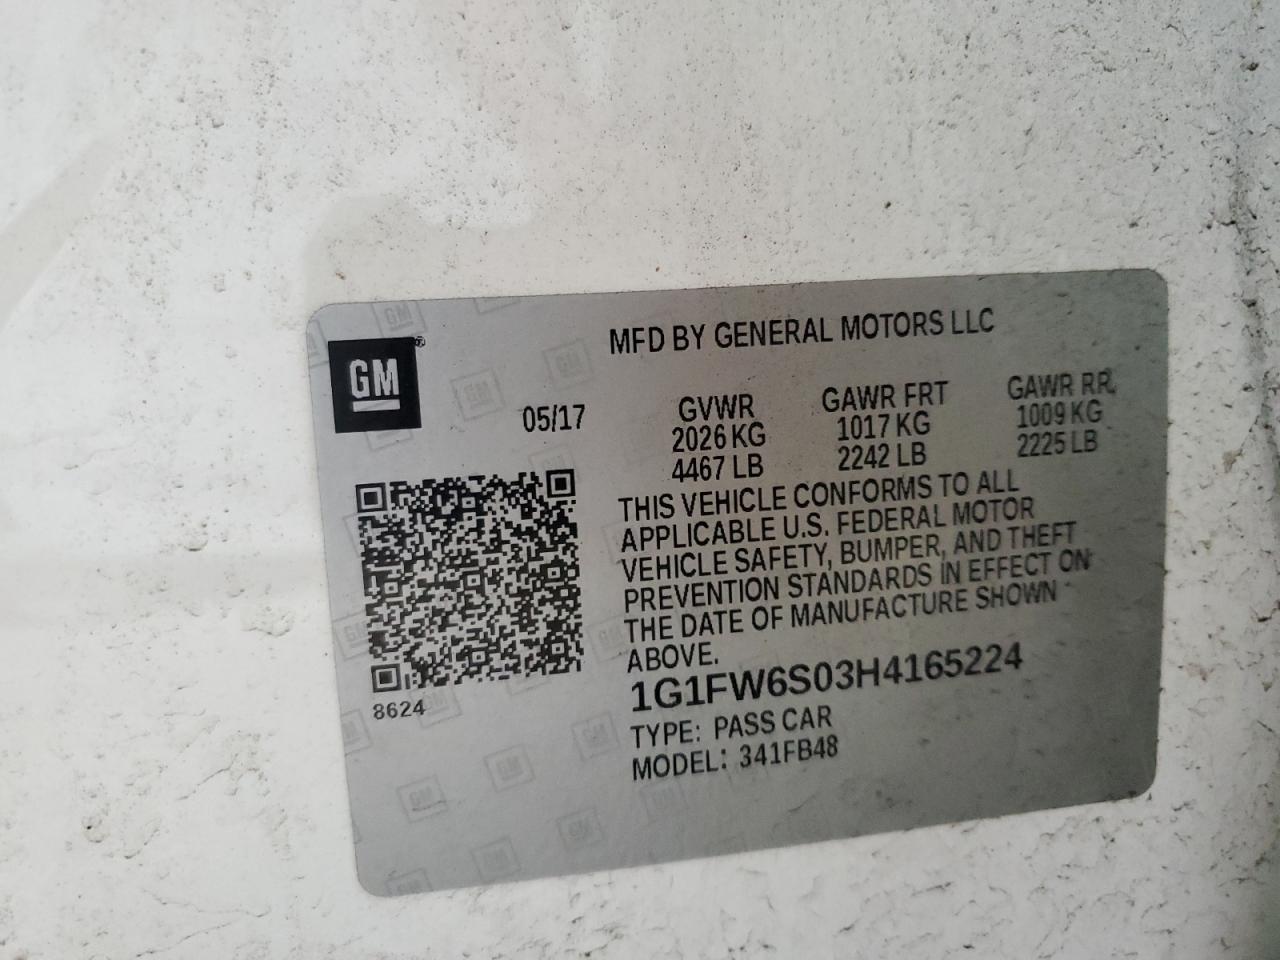 MFD BY GENERAL MOTORS LLC
GM
05/17
GVWR GAWR FRT GAWR RR
2026 KG 1017 KG 1009 KG
4467 LB 2242 LB 2225 LB
THIS VEHICLE CONFORMS TO ALL
APPLICABLE U.S. FEDERAL MOTOR
VEHICLE SAFETY, BUMPER, AND THEFT
PREVENTION STANDARDS IN EFFECT ON
THE DATE OF MANUFACTURE SHOWN
ABOVE.
1G1FW6S03H4165224
TYPE: PASS CAR
MODEL: 341FB48
8624